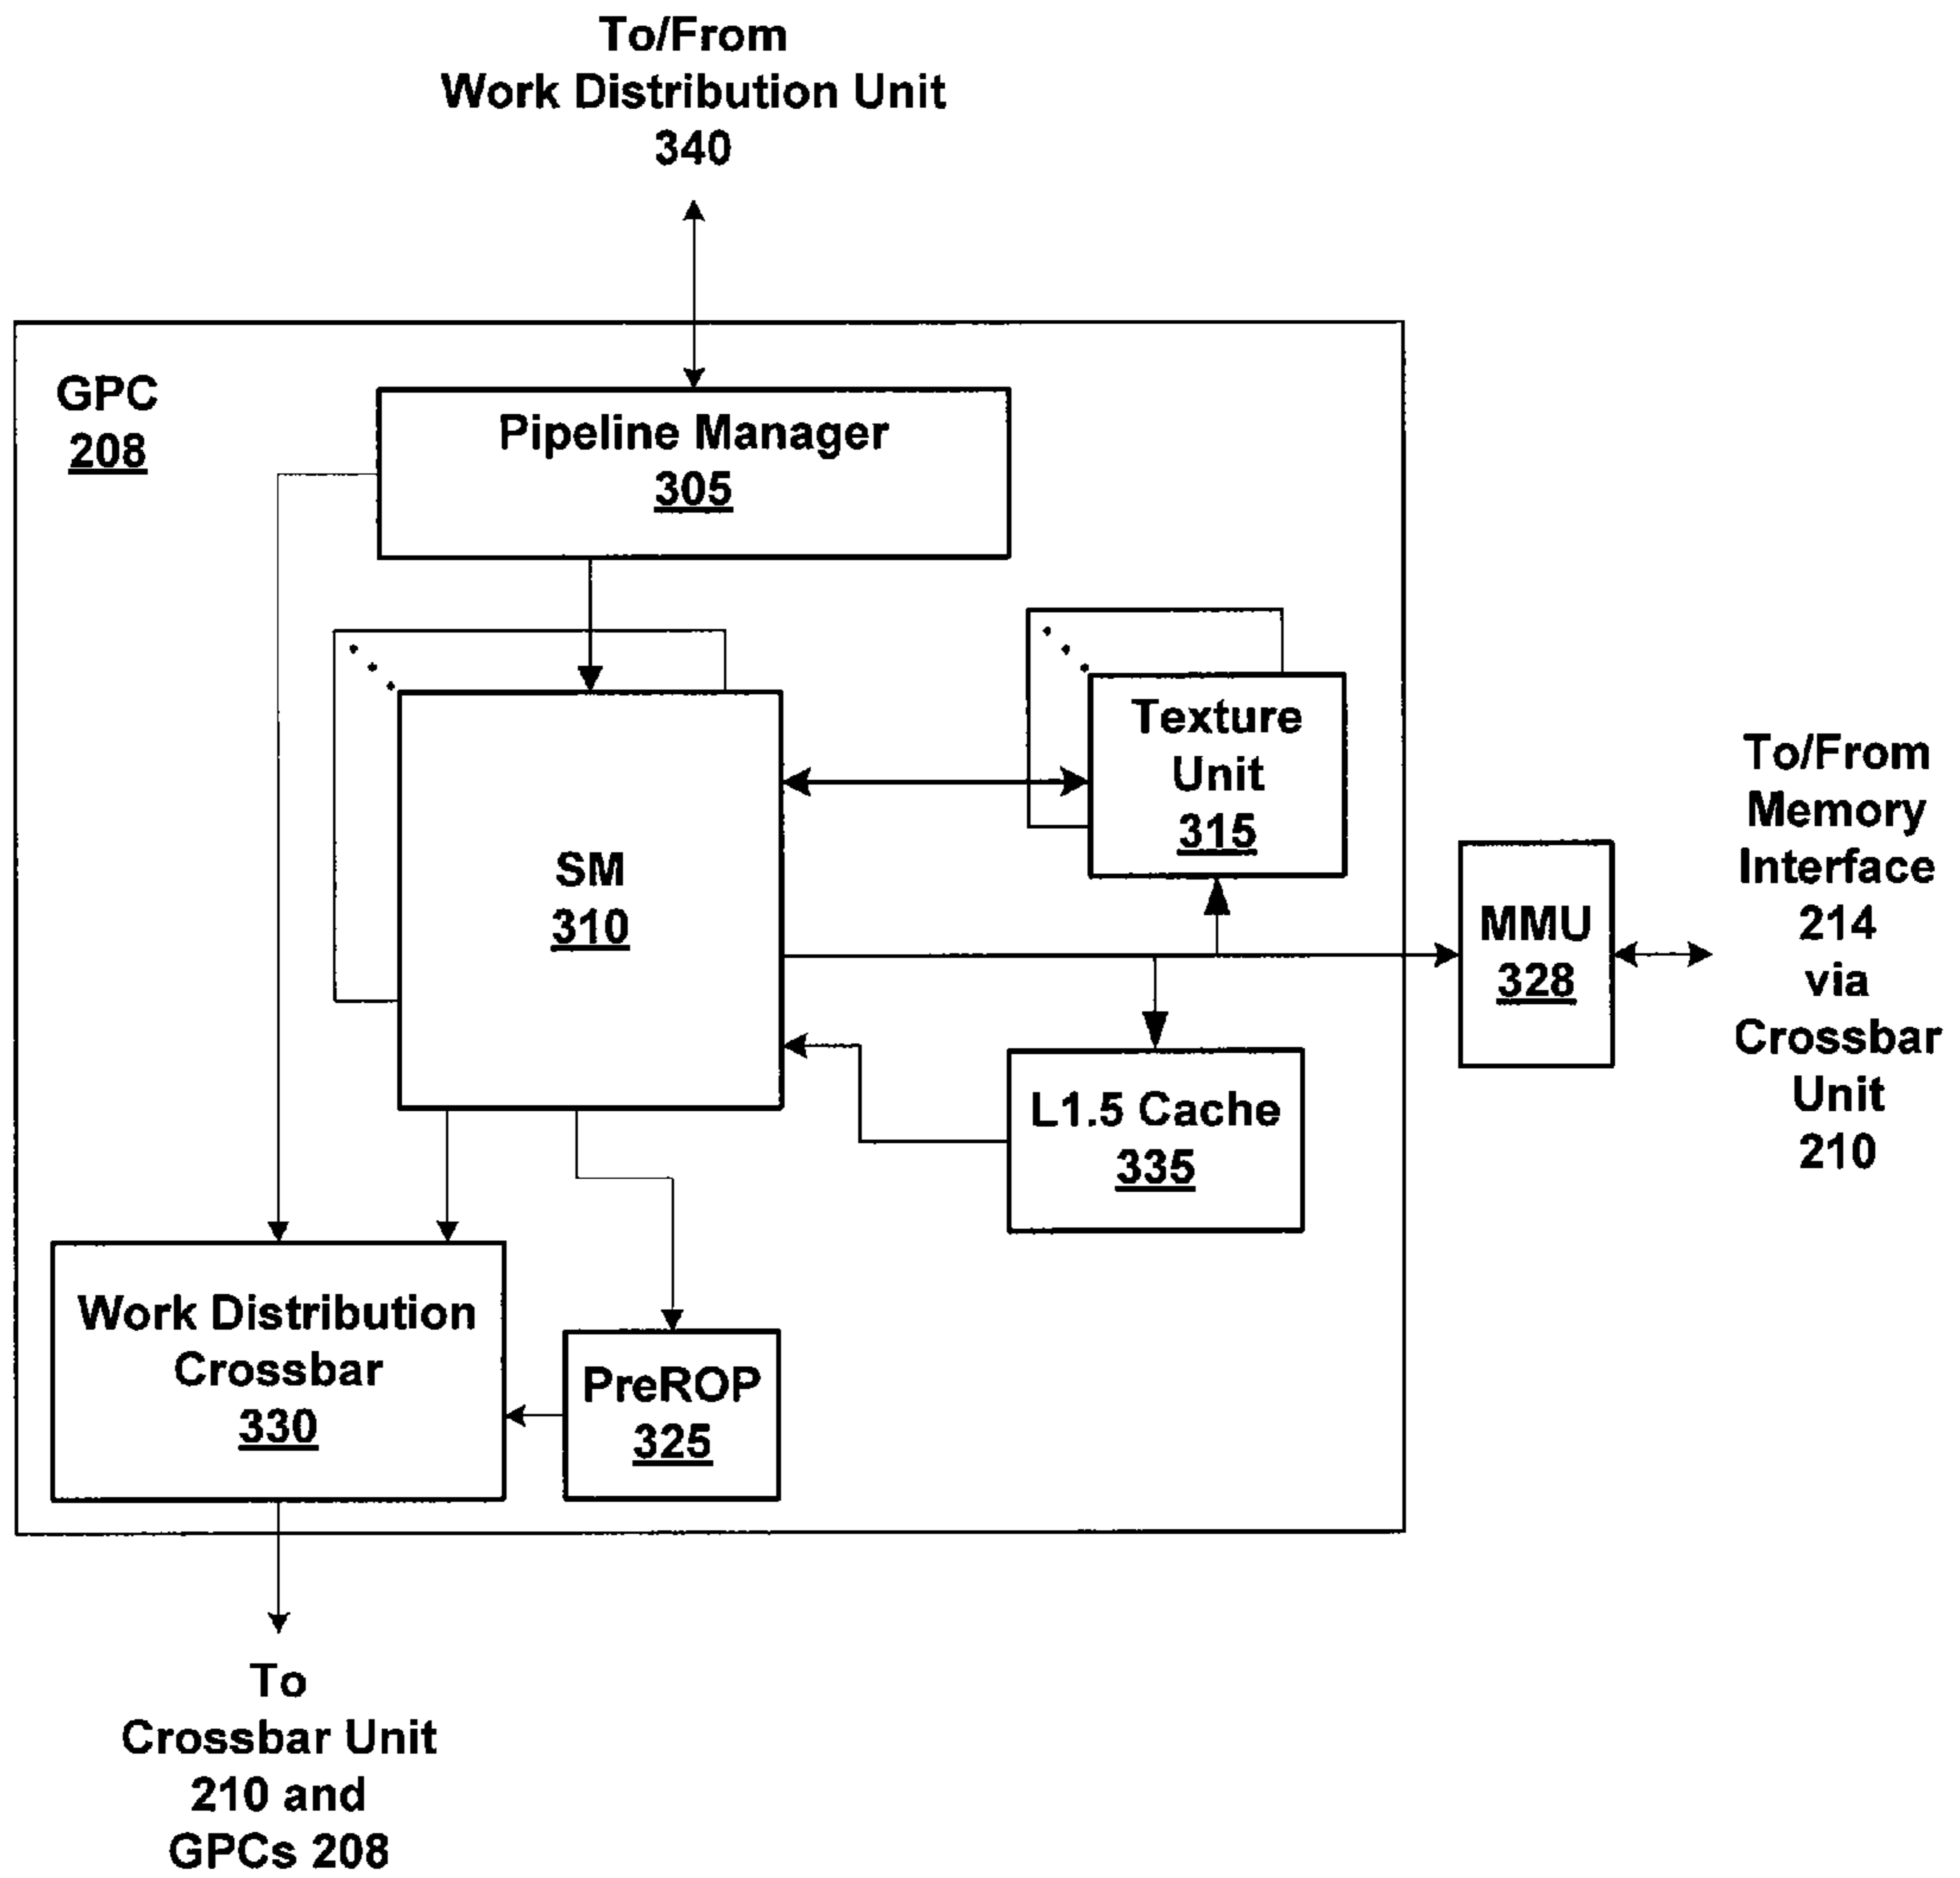 To/From
Work Distribution Unit
340
GPC
208
Pipeline Manager
305
Texture
Unit
315
SM
310
MMU
328
To/From
Memory
Interface
214
via
Crossbar
Unit
210
L1.5 Cache
335
Work Distribution
Crossbar
330
PreROP
325
To
Crossbar Unit
210 and
GPCs 208